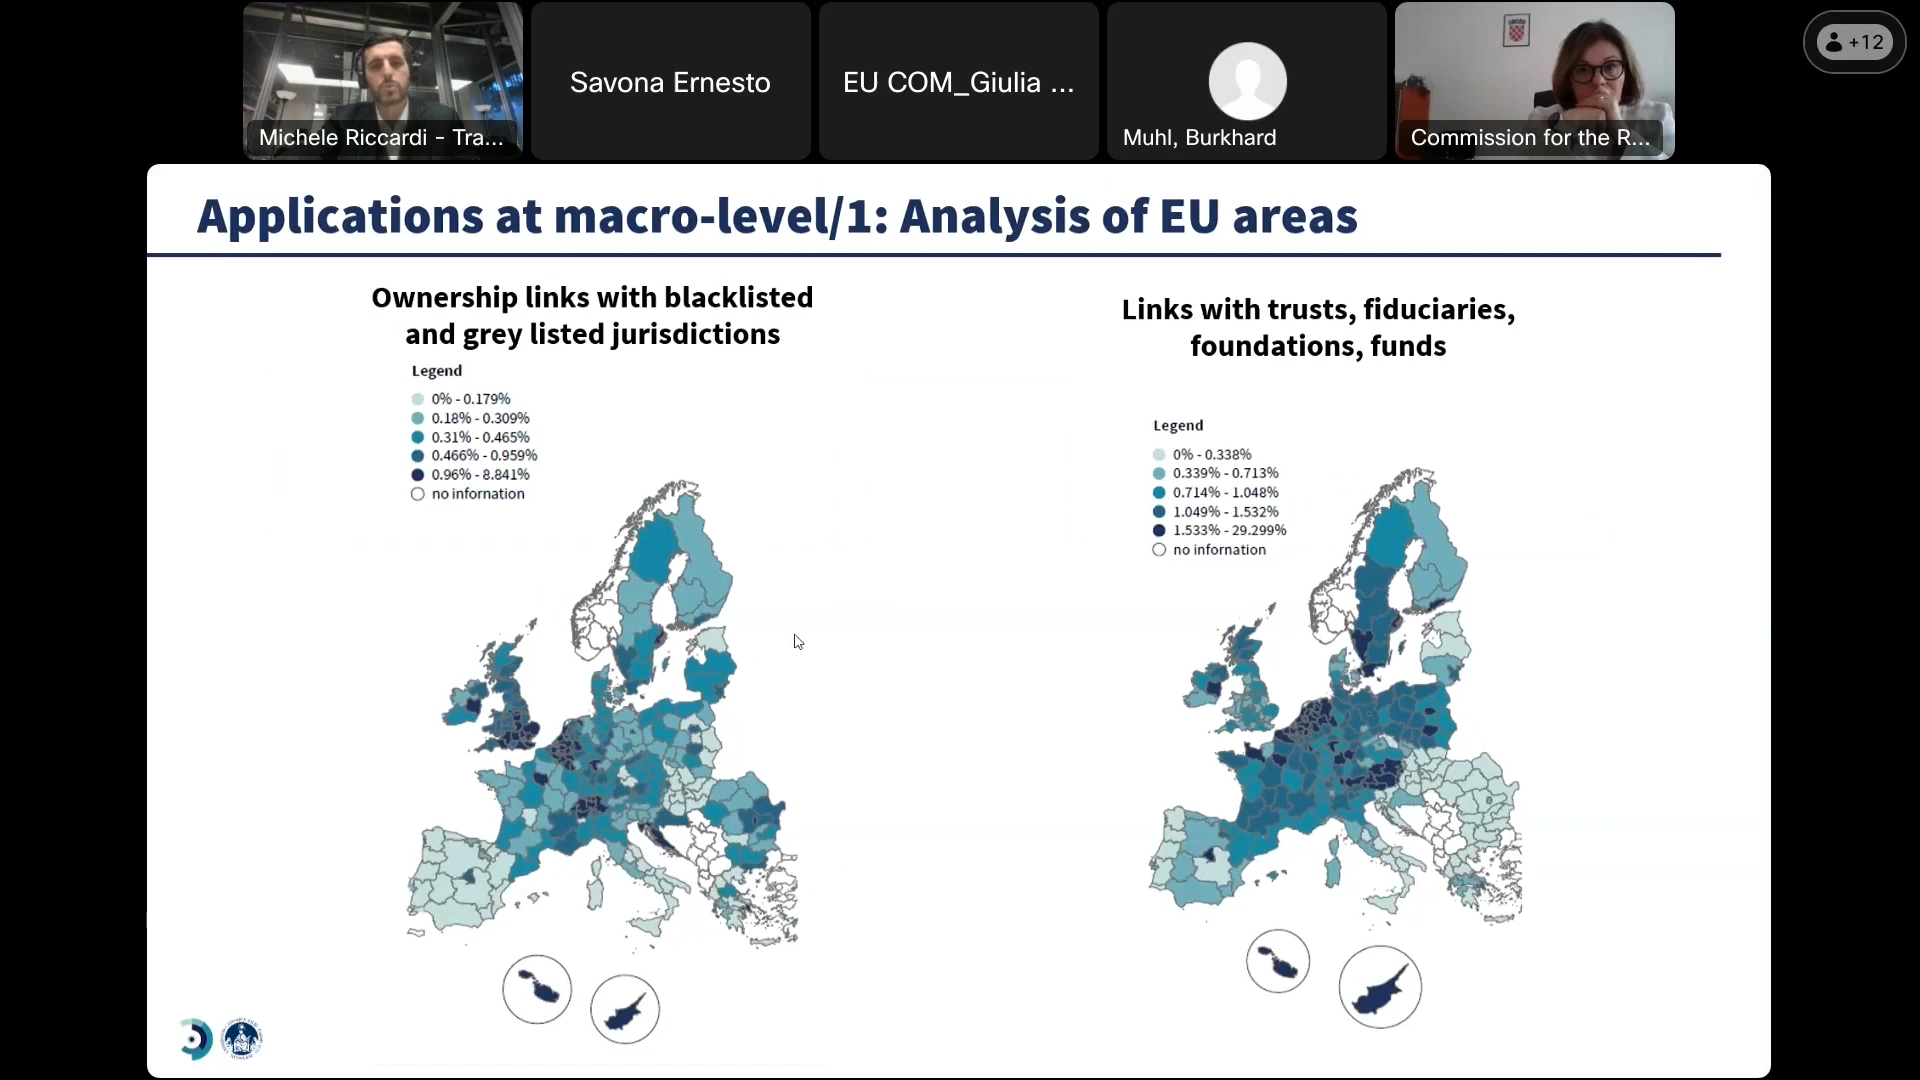 Michele Riccardi - Tra...
Savona Ernesto
EU COM_Giulia ...
Muhl, Burkhard
Commission for the R...
+12
Applications at macro-level/1: Analysis of EU areas
Ownership links with blacklisted
and grey listed jurisdictions
Legend
0% - 0.179%
0.18% - 0.309%
0.31% - 0.465%
0.466% - 0.959%
0.96% - 8.841%
no infornation
Links with trusts, fiduciaries,
foundations, funds
Legend
0% - 0.338%
0.339% - 0.713%
0.714% - 1.048%
1.049% - 1.532%
1.533% - 29.299%
no infornation